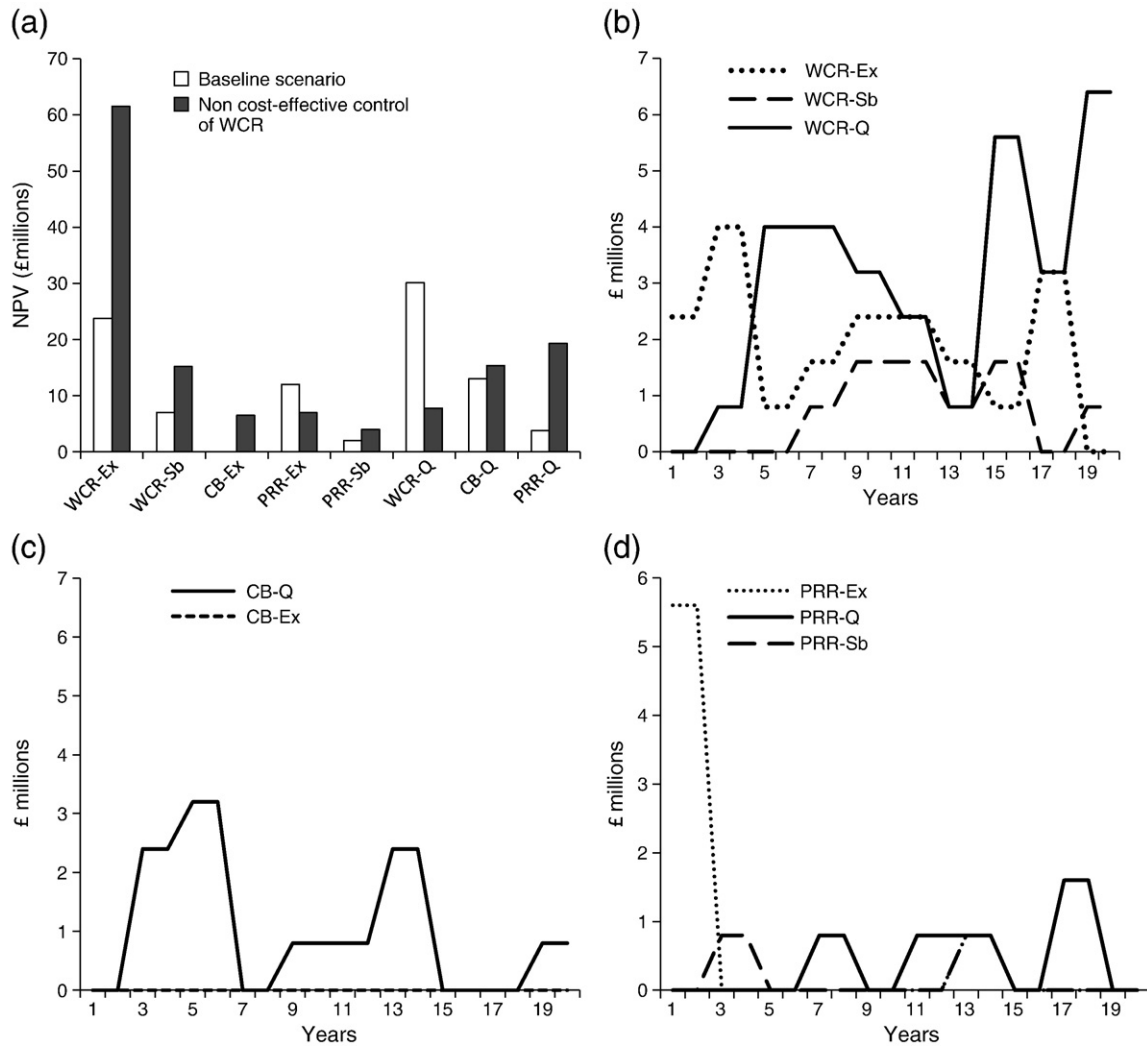 (a)
NPV (£millions)
70
60
50
40
30
20
10
0
Baseline scenario
Non cost-effective control
of WCR
WCR-Ex
WCR-Sb
CB-Ex
PRR-Ex
PRR-Sb
WCR-Q
CB-Q
PRR-Q
(b)
£ millions
7
6
5
4
3
2
1
0
WCR-Ex
WCR-Sb
WCR-Q
1 3 5 7 9 11 13 15 17 19
Years
(c)
£ millions
7
6
5
4
3
2
1
0
CB-Q
CB-Ex
1 3 5 7 9 11 13 15 17 19
Years
(d)
£ millions
6
5
4
3
2
1
0
PRR-Ex
PRR-Q
PRR-Sb
1 3 5 7 9 11 13 15 17 19
Years